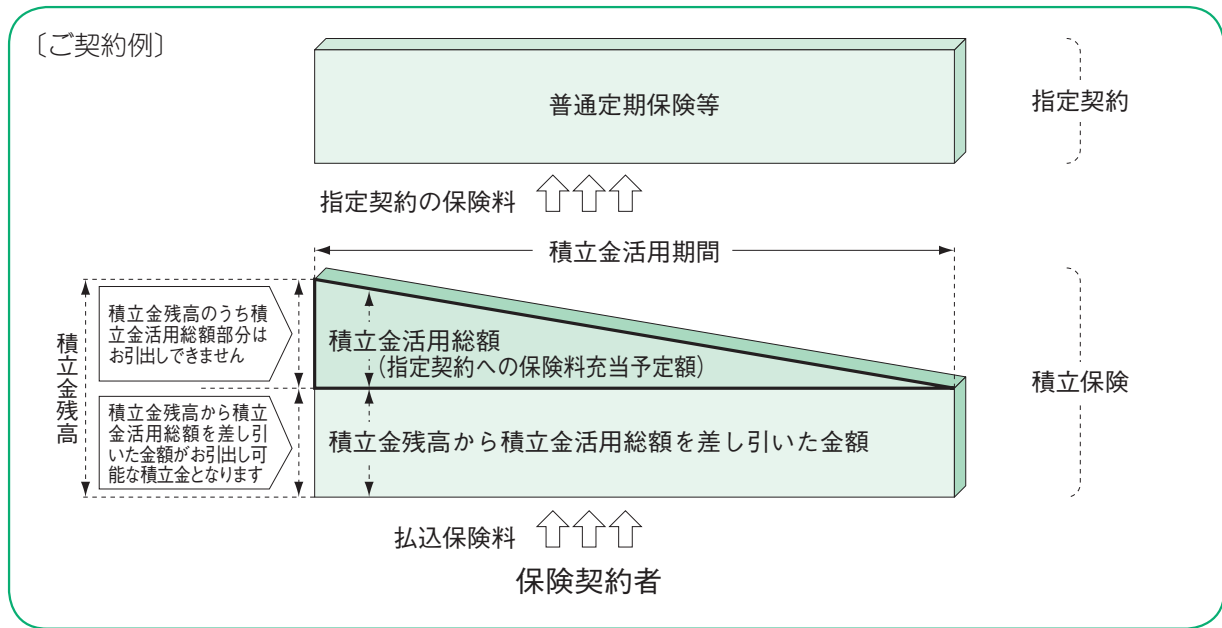 〔ご契約例〕
普通定期保険等
指定契約
指定契約の保険料
積立金活用期間
積立金残高
積立金残高のうち積
立金活用総額部分は
お引出しできません
積立金活用総額
(指定契約への保険料充当予定額)
積立保険
積立金残高から積立
金活用総額を差し引
いた金額がお引出し可
能な積立金となります
積立金残高から積立金活用総額を差し引いた金額
払込保険料
保険契約者